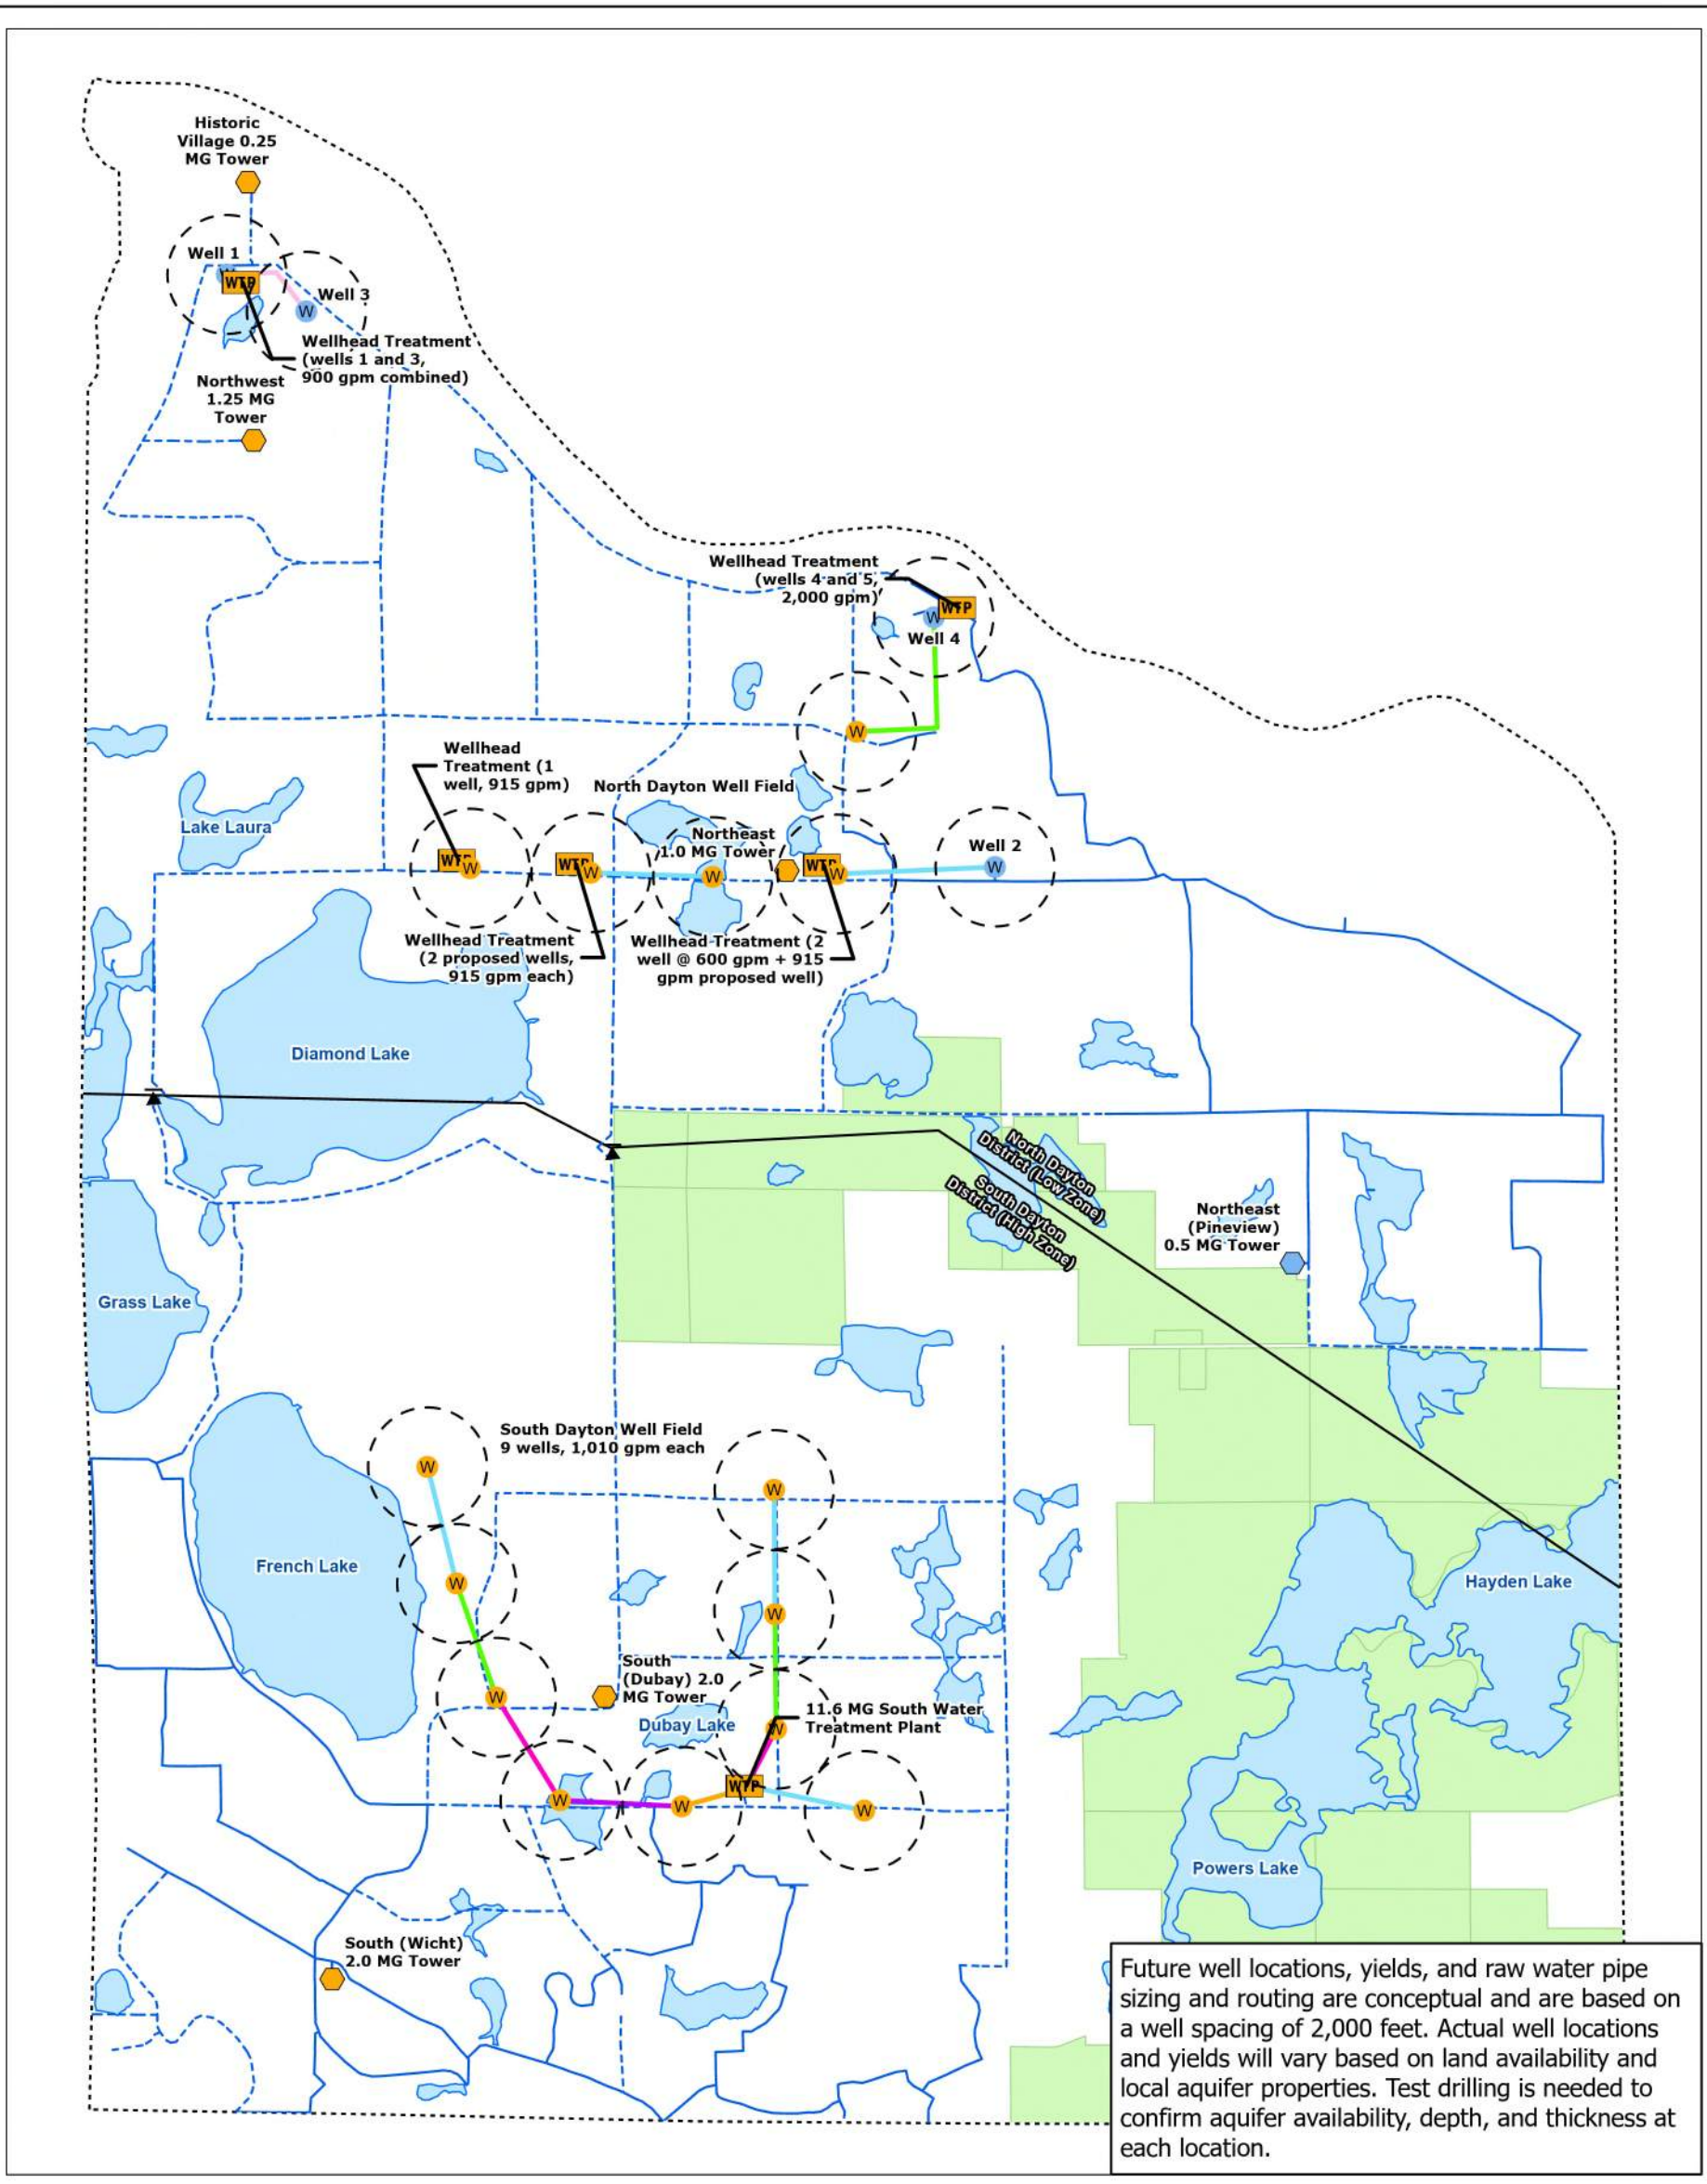 Historic
Village 0.25
MG Tower
Well 1
W
WTP
Well 3
W
Wellhead Treatment
(wells 1 and 3,
900 gpm combined)
Northwest
1.25 MG
Tower
Wellhead Treatment
(wells 4 and 5,
2,000 gpm)
WTP
W
Well 4
W
Wellhead
Treatment (1
well, 915 gpm)
North Dayton Well Field
Lake Laura
Northeast
1.0 MG Tower
Well 2
WTP
W
WTP
W
W
WTP
W
W
Wellhead Treatment
(2 proposed wells,
915 gpm each)
Wellhead Treatment (2
well @ 600 gpm + 915
gpm proposed well)
Diamond Lake
North Dayton
District (Low Zone)
South Dayton
District (High Zone)
Northeast
(Pineview)
0.5 MG Tower
Grass Lake
South Dayton Well Field
9 wells, 1,010 gpm each
W
W
French Lake
W
W
Hayden Lake
South
(Dubay) 2.0
MG Tower
W
Dubay Lake
11.6 MG South Water
Treatment Plant
W
WTP
W
W
W
Powers Lake
South (Wicht)
2.0 MG Tower
Future well locations, yields, and raw water pipe
sizing and routing are conceptual and are based on
a well spacing of 2,000 feet. Actual well locations
and yields will vary based on land availability and
local aquifer properties. Test drilling is needed to
confirm aquifer availability, depth, and thickness at
each location.